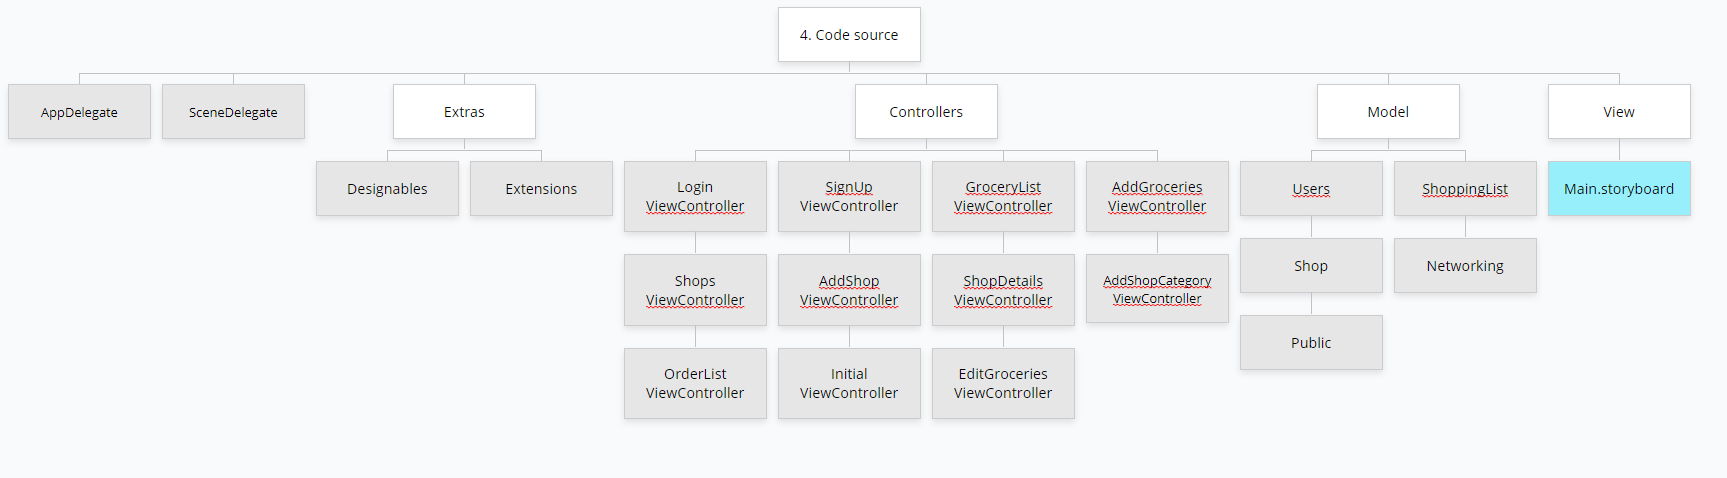 4. Code source
AppDelegate
SceneDelegate
Extras
Controllers
Model
View
Designables
Extensions
Login
ViewController
SignUp
ViewController
GroceryList
ViewController
AddGroceries
ViewController
Users
ShoppingList
Main.storyboard
Shops
ViewController
AddShop
ViewController
ShopDetails
ViewController
AddShopCategory
ViewController
Shop
Networking
OrderList
ViewController
Initial
ViewController
EditGroceries
ViewController
Public